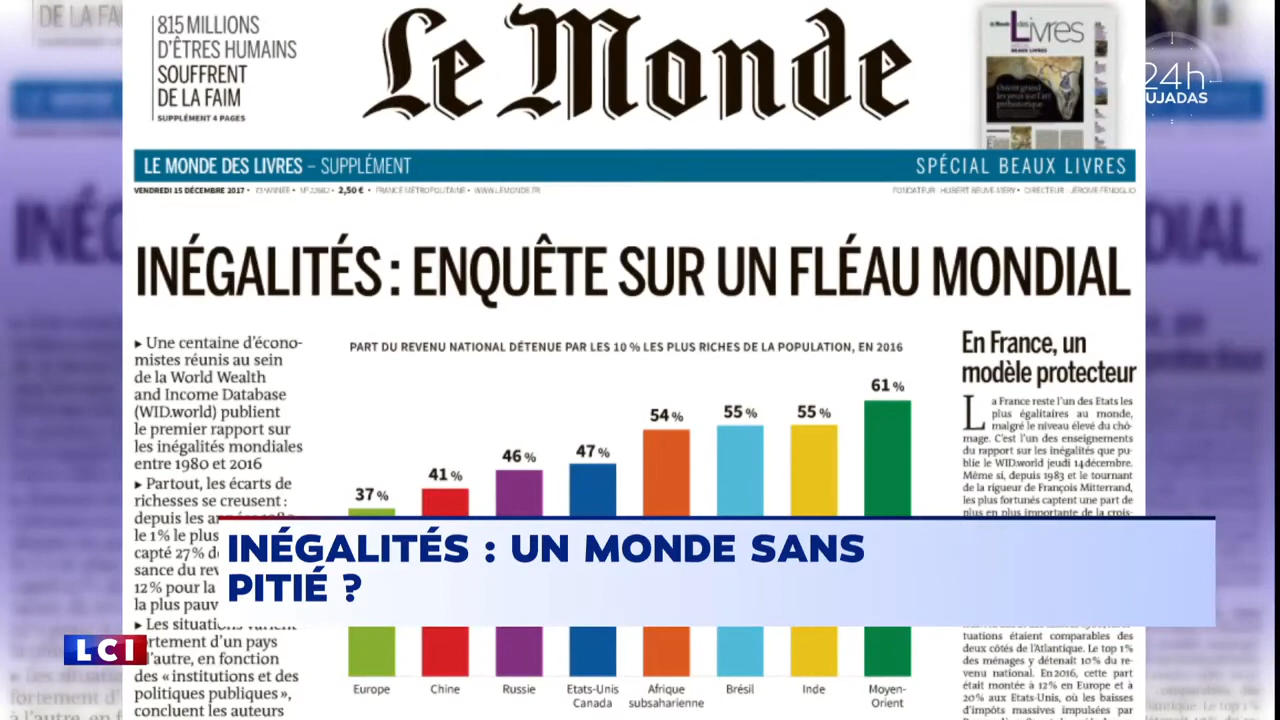 815 MILLIONS
D'ÊTRES HUMAINS
SOUFFRENT
DE LA FAIM
SUPPLÉMENT 4 PAGES
Le Monde
Livres
24h
UJADAS
LE MONDE DES LIVRES – SUPPLÉMENT
SPÉCIAL BEAUX LIVRES
VENDREDI 15 DÉCEMBRE 2017 • 2,50 € • FRANCE MÉTROPOLITAINE • WWW.LEMONDE.FR
FONDATEUR : HUBERT BEUVE-MÉRY • DIRECTEUR : JÉRÔME FENOGLIO
INÉGALITÉS : ENQUÊTE SUR UN FLÉAU MONDIAL
▸ Une centaine d'écono-
mistes réunis au sein
de la World Wealth
and Income Database
(WID.world) publient
le premier rapport sur
les inégalités mondiales
entre 1980 et 2016
▸ Partout, les écarts de
richesses se creusent :
depuis les années 1980
le 1% le plus
capté 27% d
sance du rev
12% pour la
la plus pauv
▸ Les situations varient
fortement d'un pays
à l'autre, en fonction
des « institutions et des
politiques publiques »,
concluent les auteurs
PART DU REVENU NATIONAL DÉTENUE PAR LES 10 % LES PLUS RICHES DE LA POPULATION, EN 2016
37 %
41 %
46 %
47 %
54 %
55 %
55 %
61 %
Europe
Chine
Russie
Etats-Unis
Canada
Afrique
subsaharienne
Brésil
Inde
Moyen-
Orient
En France, un
modèle protecteur
La France reste l'un des Etats les
plus égalitaires au monde,
malgré le niveau élevé du chô-
mage. C'est l'un des enseignements
du rapport sur les inégalités que pu-
blie le WID.world jeudi 14 décembre.
Même si, depuis 1983 et le tournant
de la rigueur de François Mitterrand,
les plus fortunés captent une part de
plus en plus importante de la crois-
tuations étaient comparables des
deux côtés de l'Atlantique. Le top 1%
des ménages y détenait 10% du re-
venu national. En 2016, cette part
était montée à 12% en Europe et à
20% aux Etats-Unis, où les baisses
d'impôts massives impulsées par
INÉGALITÉS : UN MONDE SANS
PITIÉ ?
LCI